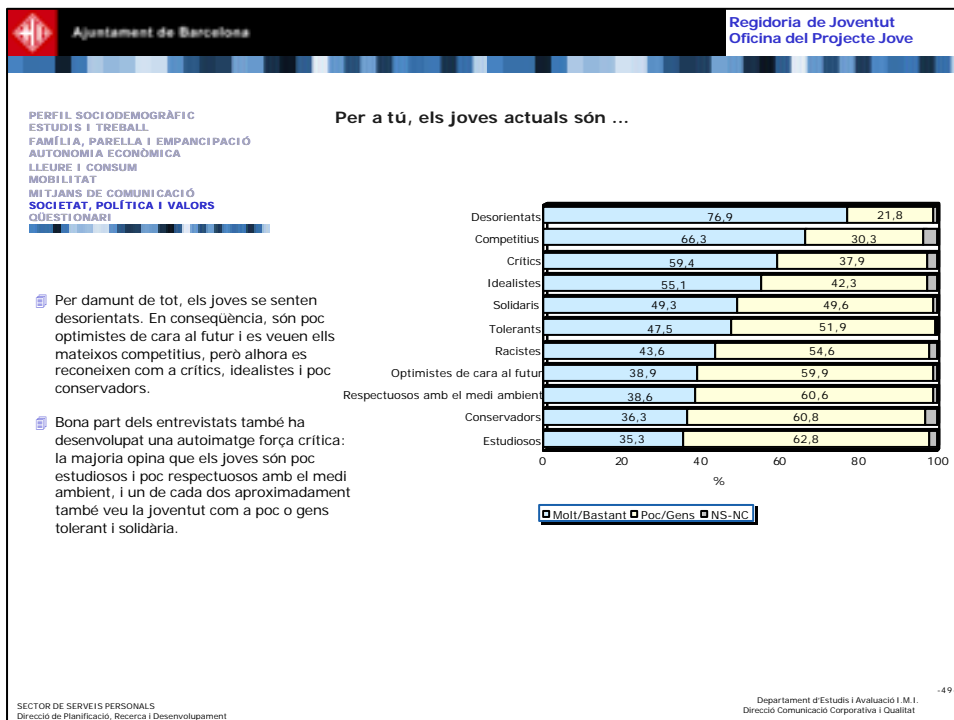 Ajuntament de Barcelona
Regidoria de Joventut
Oficina del Projecte Jove
PERFIL SOCIODEMOGRÀFIC
ESTUDIS I TREBALL
FAMÍLIA, PARELLA I EMPANCIPACIÓ
AUTONOMIA ECONÒMICA
LLEURE I CONSUM
MOBILITAT
MITJANS DE COMUNICACIÓ
SOCIETAT, POLÍTICA I VALORS
QÜESTIONARI
Per a tú, els joves actuals són ...
Per damunt de tot, els joves se senten
desorientats. En conseqüència, són poc
optimistes de cara al futur i es veuen ells
mateixos competitius, però alhora es
reconeixen com a crítics, idealistes i poc
conservadors.
Bona part dels entrevistats també ha
desenvolupat una autoimatge força crítica:
la majoria opina que els joves són poc
estudiosos i poc respectuosos amb el medi
ambient, i un de cada dos aproximadament
també veu la joventut com a poc o gens
tolerant i solidària.
Desorientats 76,9 21,8
Competitius 66,3 30,3
Crítics 59,4 37,9
Idealistes 55,1 42,3
Solidaris 49,3 49,6
Tolerants 47,5 51,9
Racistes 43,6 54,6
Optimistes de cara al futur 38,9 59,9
Respectuosos amb el medi ambient 38,6 60,6
Conservadors 36,3 60,8
Estudiosos 35,3 62,8
0 20 40 60 80 100
%
Molt/Bastant Poc/Gens NS-NC
SECTOR DE SERVEIS PERSONALS
Direcció de Planificació, Recerca i Desenvolupament
Departament d'Estudis i Avaluació I.M.I.
Direcció Comunicació Corporativa i Qualitat
-49